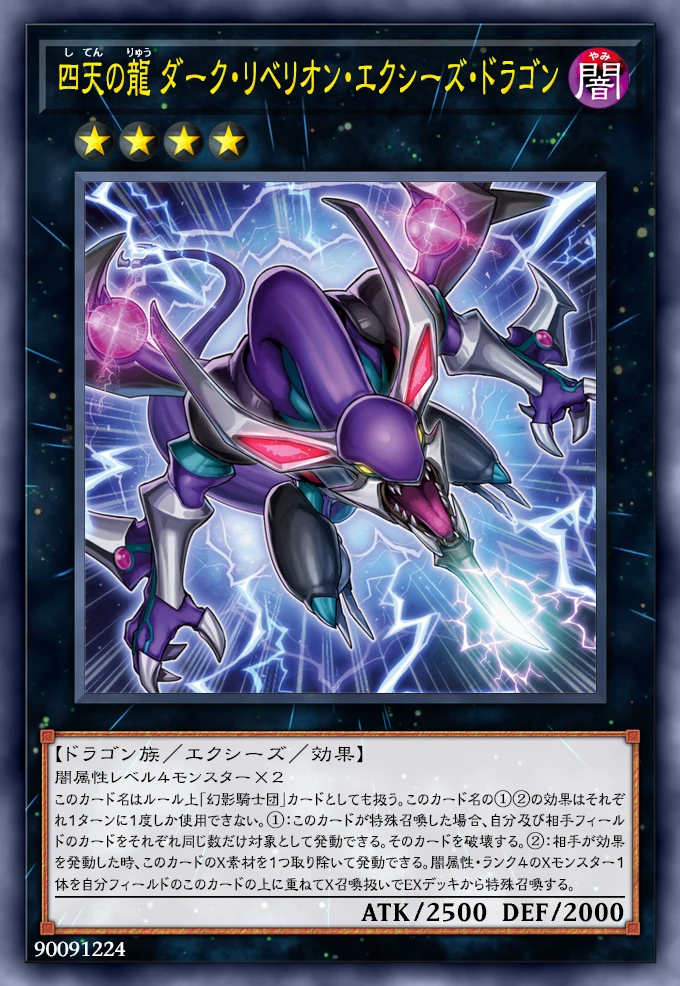 してん りゅう
四天の龍 ダーク・リベリオン・エクシーズ・ドラゴン
やみ
闇
【ドラゴン族／エクシーズ／効果】
闇属性レベル４モンスター×２
このカード名はルール上「幻影騎士団」カードとしても扱う。このカード名の①②の効果はそれぞ
れ１ターンに１度しか使用できない。①：このカードが特殊召喚した場合、自分及び相手フィール
ドのカードをそれぞれ同じ数だけ対象として発動できる。そのカードを破壊する。②：相手が効果
を発動した時、このカードのX素材を１つ取り除いて発動できる。闇属性・ランク４のXモンスター１
体を自分フィールドのこのカードの上に重ねてX召喚扱いでEXデッキから特殊召喚する。
ATK/2500 DEF/2000
90091224